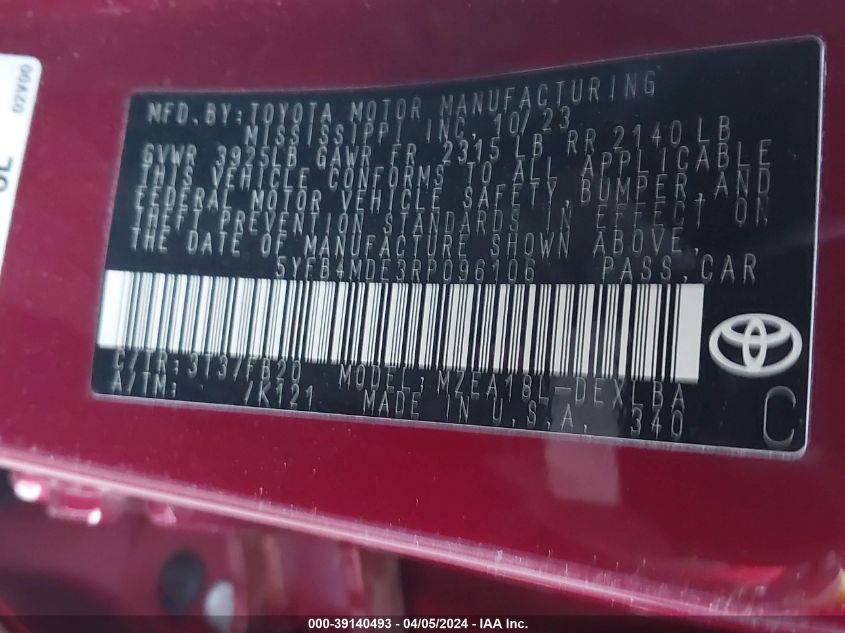 02V00
MFD.BY:TOYOTA MOTOR MANUFACTURING
MISSISSIPPI INC, 10/23
GVWR 3925LB GAWR FR 2315 LB RR 2140LB
THIS VEHICLE CONFORMS TO ALL APPLICABLE
FEDERAL MOTOR VEHICLE SAFETY, BUMPER, AND
THEFT PREVENTION STANDARDS IN EFFECT ON
THE DATE OF MANUFACTURE SHOWN ABOVE.
5YFB4MDE3RP096106 PASS.CAR
C/TR:3T37/FB20 MODEL:MZEA18L-DEXLBA
A/TM: /K121 MADE IN U.S.A. 340
C
000-39140493 - 04/05/2024 - IAA Inc.